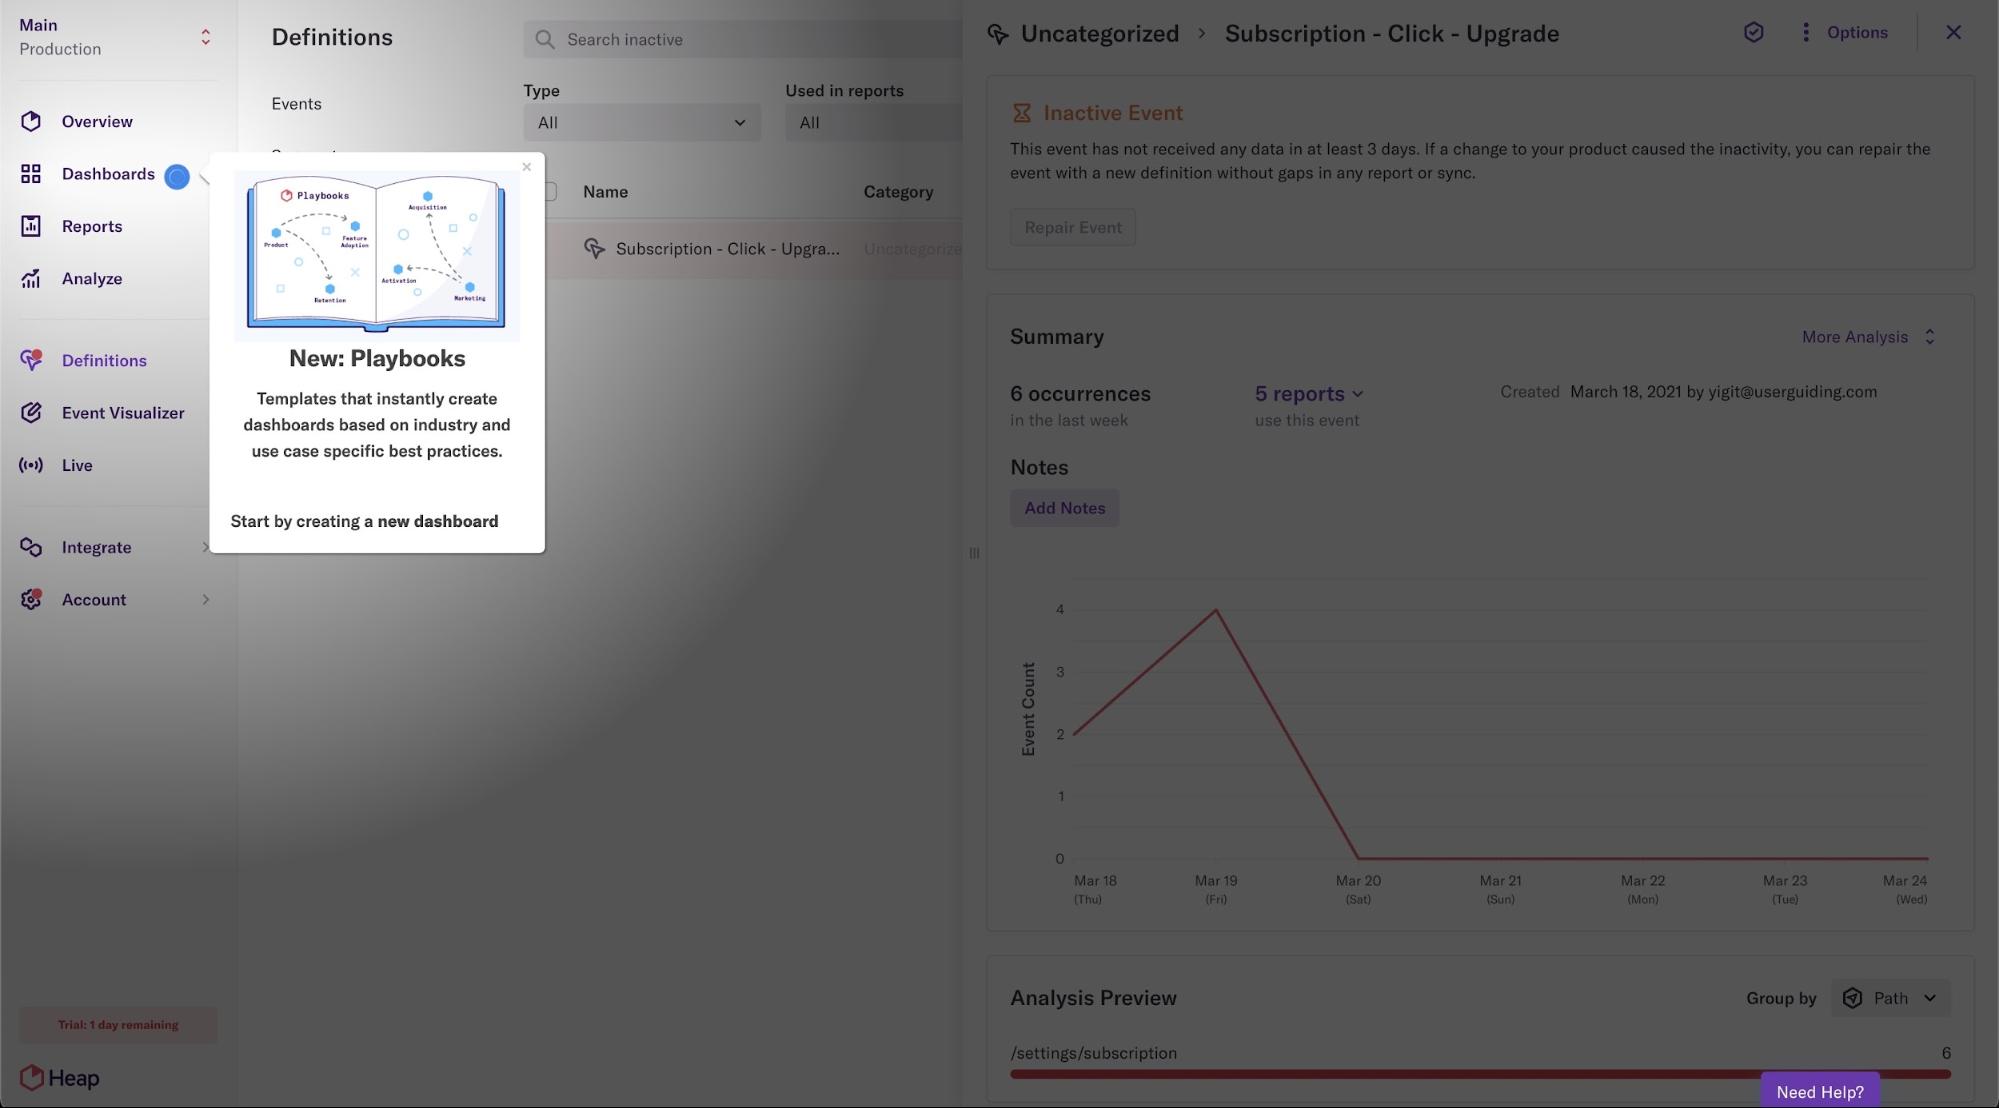 Main
Production
Overview
Dashboards
Reports
Analyze
Definitions
Event Visualizer
Live
Integrate
Account
Trial: 1 day remaining
Heap
Definitions
Events
Search inactive
Type
All
Used in reports
All
Name
Category
Subscription - Click - Upgra...
Uncategorize
Playbooks
Product
Feature
Adoption
Retention
Acquisition
Activation
Marketing
New: Playbooks
Templates that instantly create
dashboards based on industry and
use case specific best practices.
Start by creating a new dashboard
Uncategorized > Subscription - Click - Upgrade
Options
Inactive Event
This event has not received any data in at least 3 days. If a change to your product caused the inactivity, you can repair the
event with a new definition without gaps in any report or sync.
Repair Event
Summary
More Analysis
6 occurrences
in the last week
5 reports
use this event
Created March 18, 2021 by yigit@userguiding.com
Notes
Add Notes
Event Count
4
3
2
1
0
Mar 18
(Thu)
Mar 19
(Fri)
Mar 20
(Sat)
Mar 21
(Sun)
Mar 22
(Mon)
Mar 23
(Tue)
Mar 24
(Wed)
Analysis Preview
Group by
Path
/settings/subscription
6
Need Help?